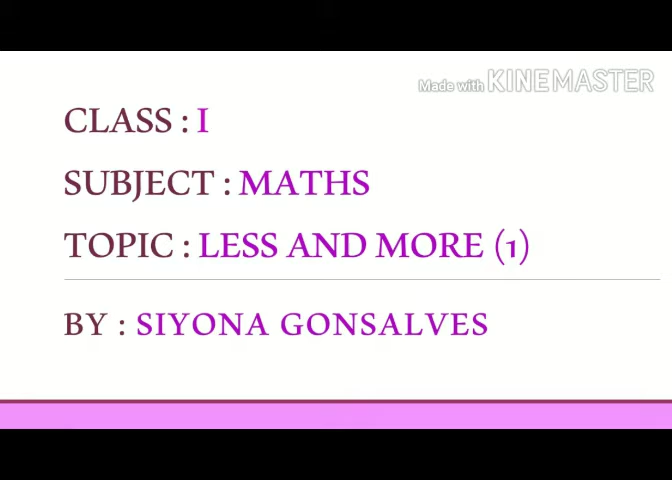 Made with KINEMASTER
CLASS : I
SUBJECT : MATHS
TOPIC : LESS AND MORE (1)
BY : SIYONA GONSALVES